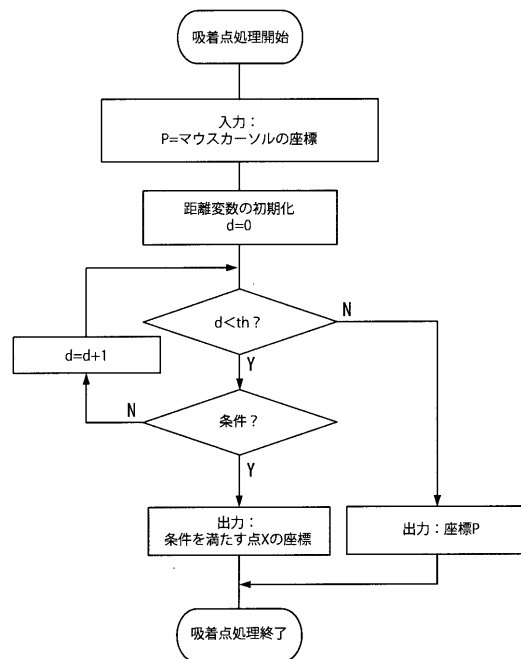 吸着点処理開始
入力：
P=マウスカーソルの座標
距離変数の初期化
d=0
d<th？
N
d=d+1
Y
条件？
N
Y
出力：
条件を満たす点Xの座標
出力：座標P
吸着点処理終了